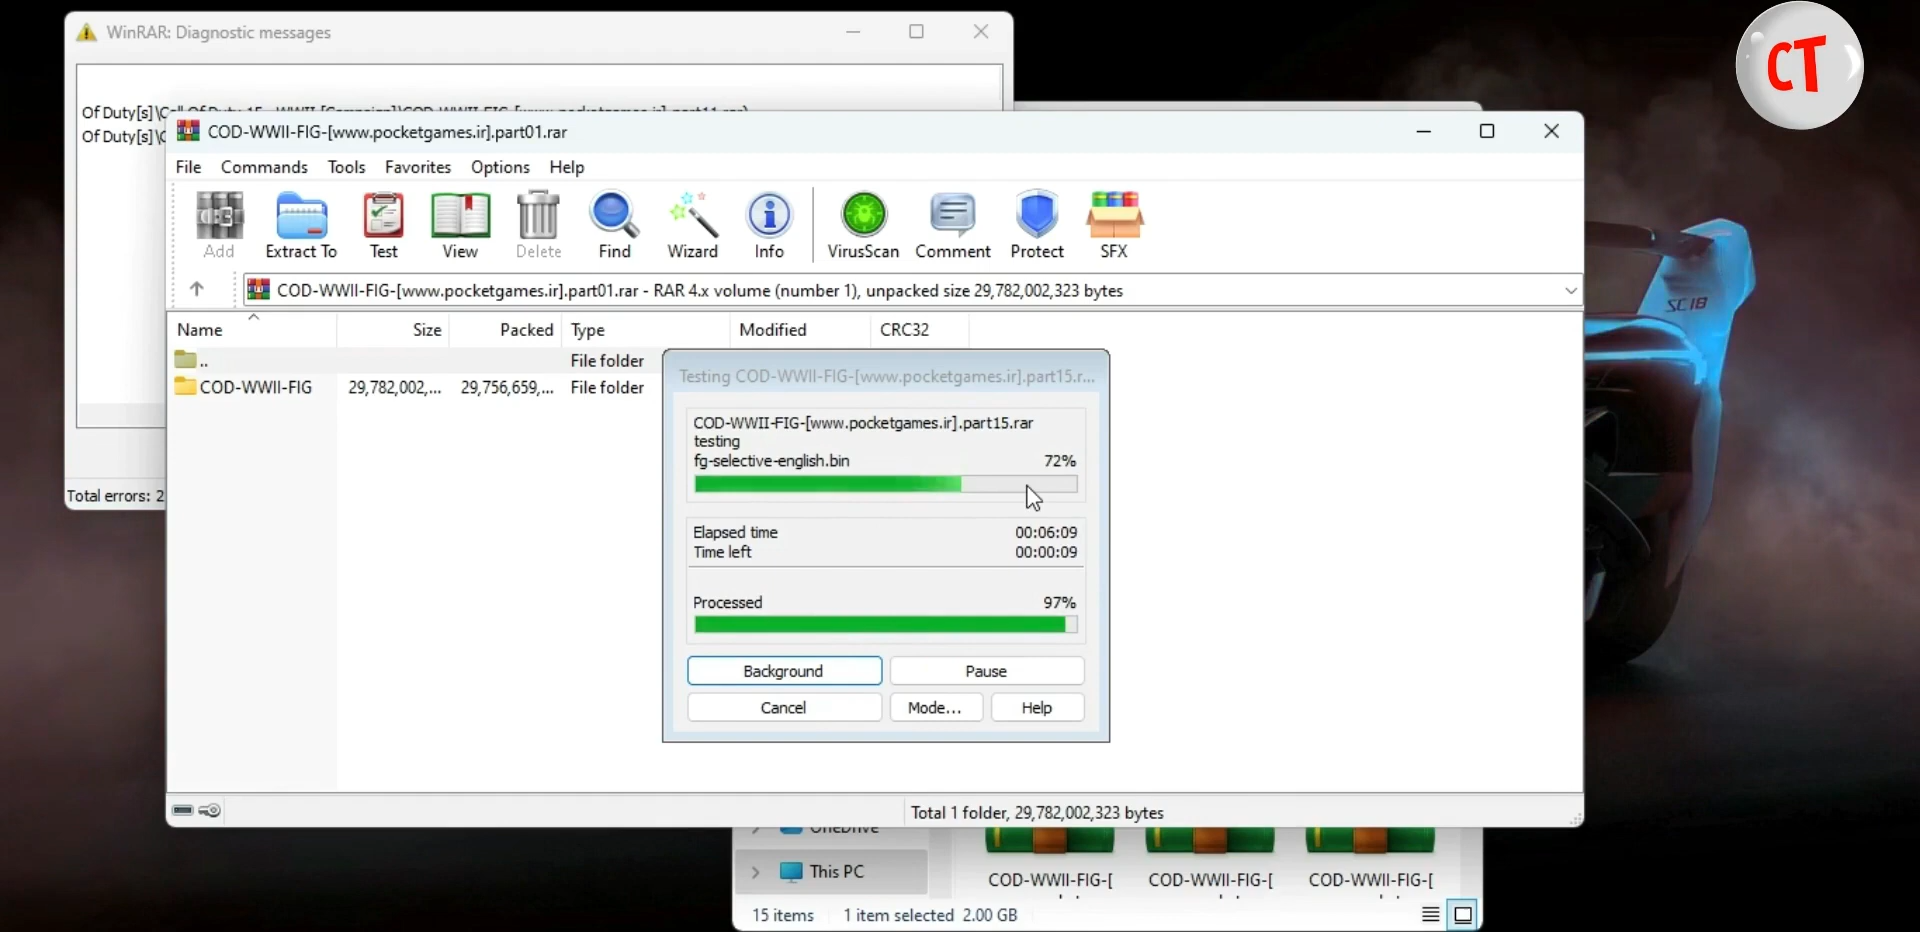 WinRAR: Diagnostic messages
CT
Of Duty[s]\
Of Duty[s]\
Total errors: 2
COD-WWII-FIG-[www.pocketgames.ir].part01.rar
File Commands Tools Favorites Options Help
Add Extract To Test View Delete Find Wizard Info VirusScan Comment Protect SFX
COD-WWII-FIG-[www.pocketgames.ir].part01.rar - RAR 4.x volume (number 1), unpacked size 29,782,002,323 bytes
Name Size Packed Type Modified CRC32
.. File folder
COD-WWII-FIG 29,782,002,... 29,756,659,... File folder
Testing COD-WWII-FIG-[www.pocketgames.ir].part15.r...
COD-WWII-FIG-[www.pocketgames.ir].part15.rar
testing
fg-selective-english.bin 72%
Elapsed time 00:06:09
Time left 00:00:09
Processed 97%
Background Pause
Cancel Mode... Help
Total 1 folder, 29,782,002,323 bytes
OneDrive
This PC
COD-WWII-FIG-[ COD-WWII-FIG-[ COD-WWII-FIG-[
15 items 1 item selected 2.00 GB
SC18